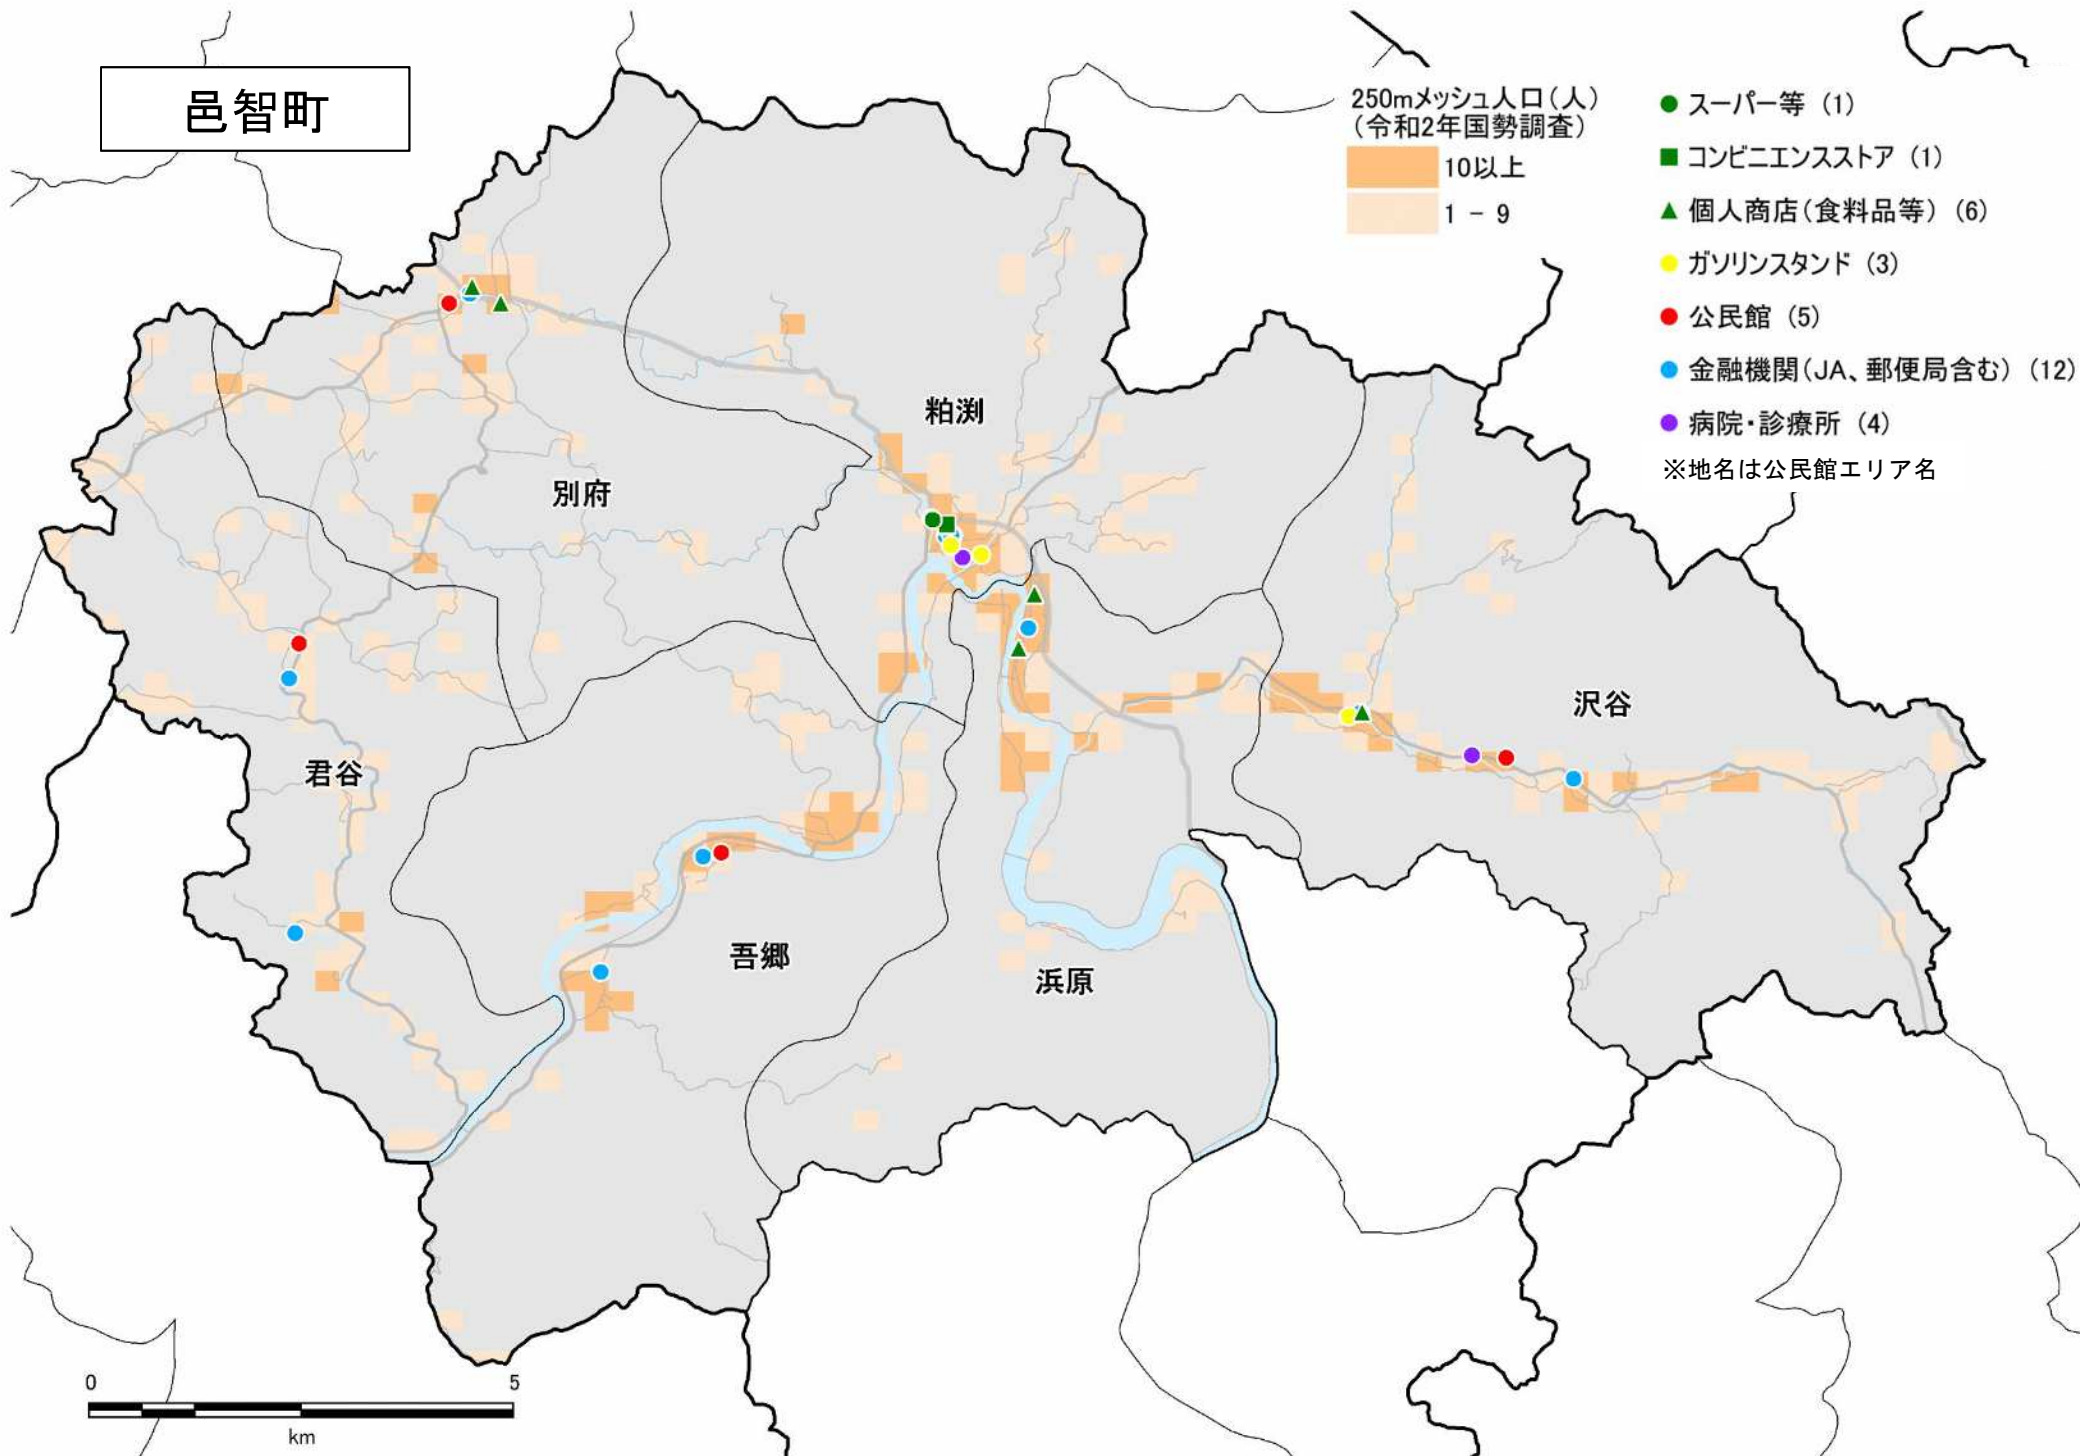 邑智町
250mメッシュ人口(人)
(令和2年国勢調査)
10以上
1 - 9
スーパー等 (1)
コンビニエンスストア (1)
個人商店(食料品等) (6)
ガソリンスタンド (3)
公民館 (5)
金融機関(JA、郵便局含む) (12)
病院・診療所 (4)
※地名は公民館エリア名
粕渕
別府
沢谷
君谷
吾郷
浜原
0 5
km